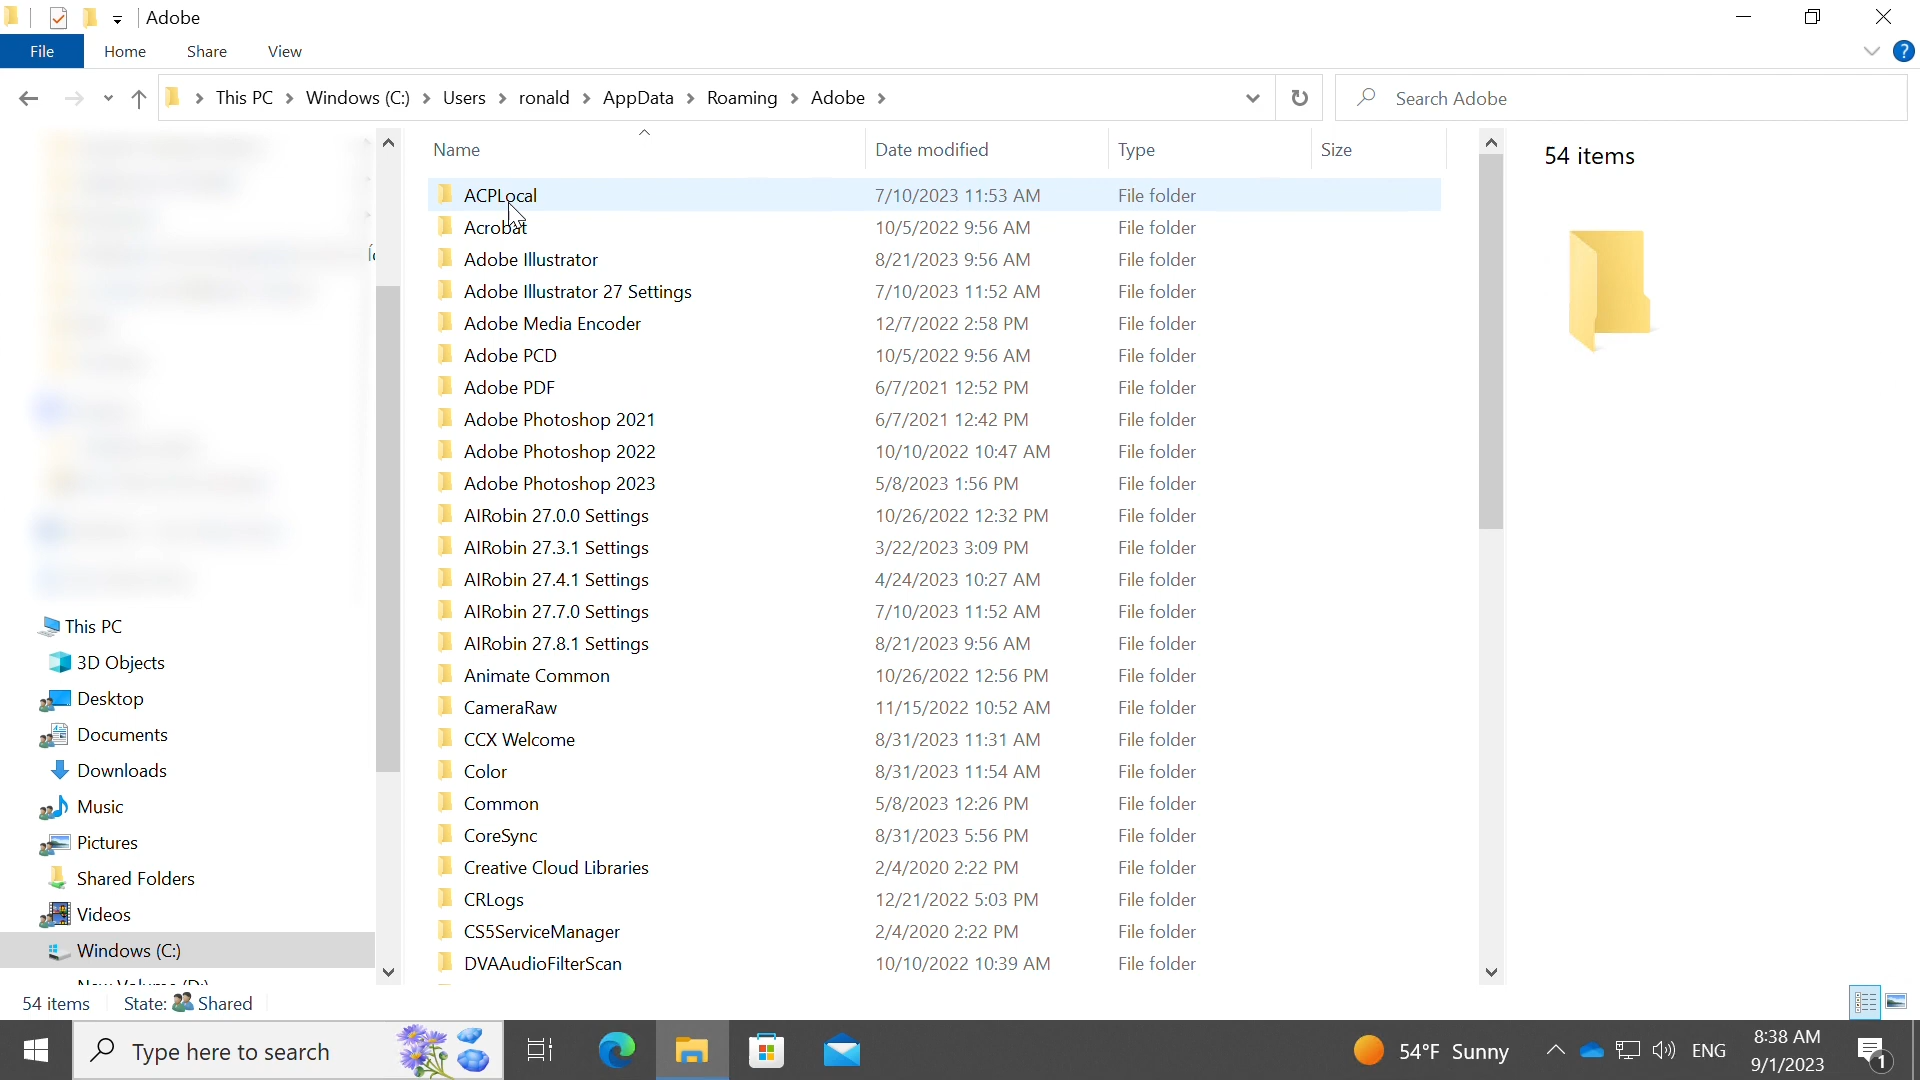 Adobe
File Home Share View
This PC Windows (C:) Users ronald AppData Roaming Adobe
Search Adobe
Name Date modified Type Size
54 items
ACPLocal 7/10/2023 11:53 AM File folder
Acrobat 10/5/2022 9:56 AM File folder
Adobe Illustrator 8/21/2023 9:56 AM File folder
Adobe Illustrator 27 Settings 7/10/2023 11:52 AM File folder
Adobe Media Encoder 12/7/2022 2:58 PM File folder
Adobe PCD 10/5/2022 9:56 AM File folder
Adobe PDF 6/7/2021 12:52 PM File folder
Adobe Photoshop 2021 6/7/2021 12:42 PM File folder
Adobe Photoshop 2022 10/10/2022 10:47 AM File folder
Adobe Photoshop 2023 5/8/2023 1:56 PM File folder
AIRobin 27.0.0 Settings 10/26/2022 12:32 PM File folder
AIRobin 27.3.1 Settings 3/22/2023 3:09 PM File folder
AIRobin 27.4.1 Settings 4/24/2023 10:27 AM File folder
AIRobin 27.7.0 Settings 7/10/2023 11:52 AM File folder
AIRobin 27.8.1 Settings 8/21/2023 9:56 AM File folder
Animate Common 10/26/2022 12:56 PM File folder
CameraRaw 11/15/2022 10:52 AM File folder
CCX Welcome 8/31/2023 11:31 AM File folder
Color 8/31/2023 11:54 AM File folder
Common 5/8/2023 12:26 PM File folder
CoreSync 8/31/2023 5:56 PM File folder
Creative Cloud Libraries 2/4/2020 2:22 PM File folder
CRLogs 12/21/2022 5:03 PM File folder
CS5ServiceManager 2/4/2020 2:22 PM File folder
DVAAudioFilterScan 10/10/2022 10:39 AM File folder
This PC
3D Objects
Desktop
Documents
Downloads
Music
Pictures
Shared Folders
Videos
Windows (C:)
New Volume (D:)
54 items State: Shared
Type here to search
54°F Sunny
ENG
8:38 AM
9/1/2023
1